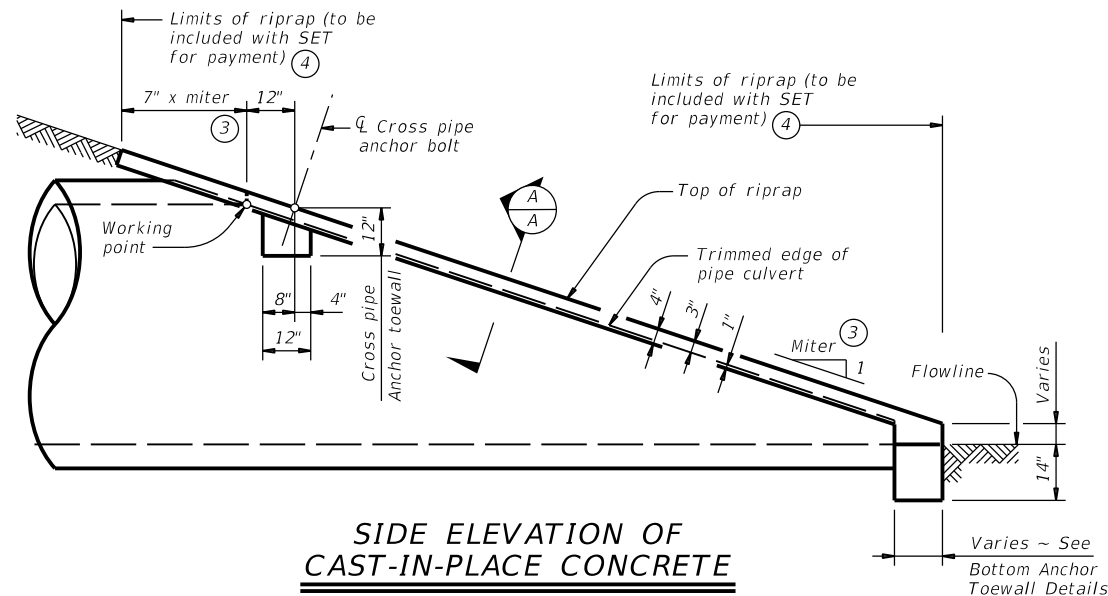 Limits of riprap (to be
included with SET
for payment) 4
7" x miter
12"
3
℄ Cross pipe
anchor bolt
Limits of riprap (to be
included with SET
for payment) 4
A
A
Top of riprap
Working
point
12"
Trimmed edge of
pipe culvert
8"
4"
12"
Cross pipe
Anchor toewall
4"
3"
1"
Miter 3
1
Flowline
Varies
14"
SIDE ELEVATION OF
CAST-IN-PLACE CONCRETE
Varies ~ See
Bottom Anchor
Toewall Details